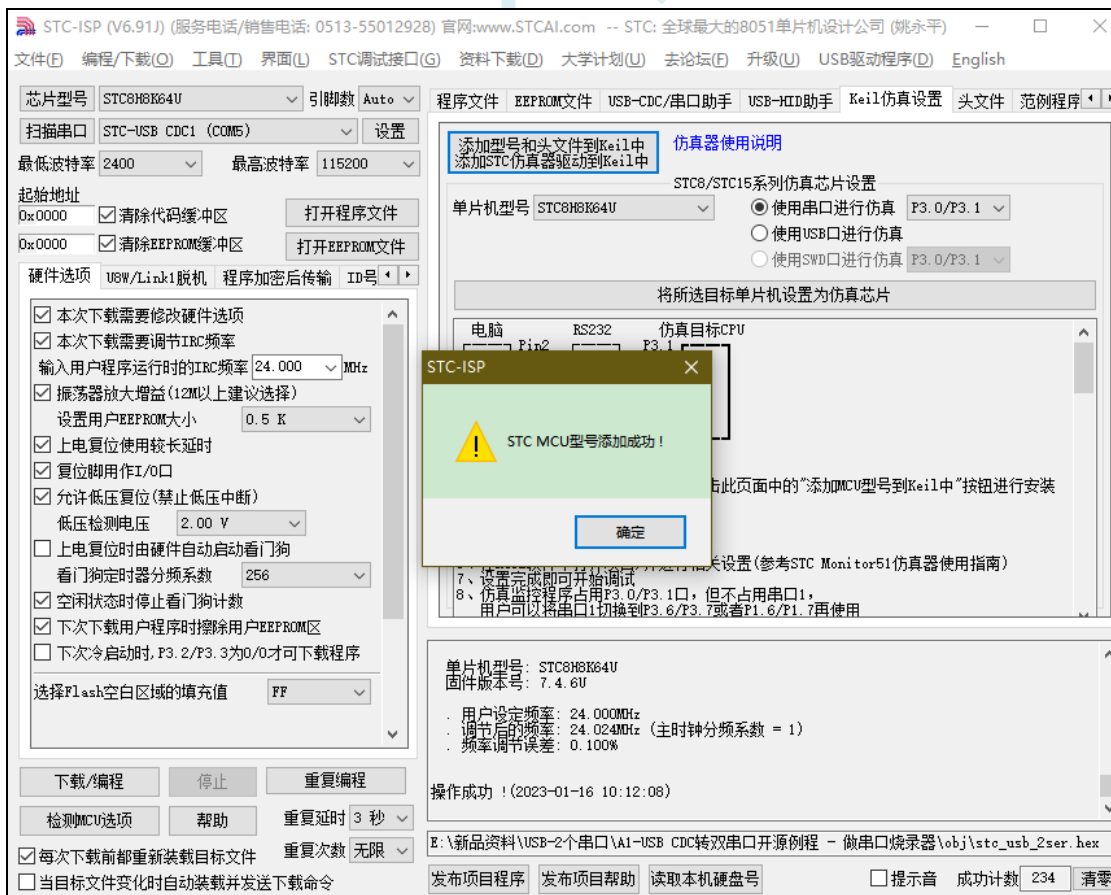 STC-ISP (V6.91J) (服务电话/销售电话: 0513-55012928) 官网:www.STCAI.com -- STC: 全球最大的8051单片机设计公司 (姚永平)
文件(F) 编程/下载(O) 工具(T) 界面(L) STC调试接口(G) 资料下载(D) 大学计划(U) 去论坛(F) 升级(U) USB驱动程序(D) English
芯片型号 STC8H8K64U 引脚数 Auto
扫描串口 STC-USB CDC1 (COM5) 设置
最低波特率 2400 最高波特率 115200
起始地址
0x0000 清除代码缓冲区 打开程序文件
0x0000 清除EEPROM缓冲区 打开EEPROM文件
硬件选项 U8W/Link1脱机 程序加密后传输 ID号
本次下载需要修改硬件选项
本次下载需要调节IRC频率
输入用户程序运行时的IRC频率 24.000 MHz
振荡器放大增益(12M以上建议选择)
设置用户EEPROM大小 0.5 K
上电复位使用较长延时
复位脚用作I/O口
允许低压复位(禁止低压中断)
低压检测电压 2.00 V
上电复位时由硬件自动启动看门狗
看门狗定时器分频系数 256
空闲状态时停止看门狗计数
下次下载用户程序时擦除用户EEPROM区
下次冷启动时,P3.2/P3.3为0/0才可下载程序
选择Flash空白区域的填充值 FF
下载/编程 停止 重复编程
检测MCU选项 帮助 重复延时 3 秒
重复次数 无限
每次下载前都重新装载目标文件
当目标文件变化时自动装载并发送下载命令
程序文件 EEPROM文件 USB-CDC/串口助手 USB-HID助手 Keil仿真设置 头文件 范例程序
添加型号和头文件到Keil中
添加STC仿真器驱动到Keil中
仿真器使用说明
STC8/STC15系列仿真芯片设置
单片机型号 STC8H8K64U 使用串口进行仿真 P3.0/P3.1
使用USB口进行仿真
使用SWD口进行仿真 P3.0/P3.1
将所选目标单片机设置为仿真芯片
电脑 RS232 仿真目标CPU
Pin2 P3.1
STC-ISP
STC MCU型号添加成功！
确定
击此页面中的"添加MCU型号到Keil中"按钮进行安装
相关设置(参考STC Monitor51仿真器使用指南)
7、设置完成即可开始调试
8、仿真监控程序占用P3.0/P3.1口，但不占用串口1，
用户可以将串口1切换到P3.6/P3.7或者P1.6/P1.7再使用
单片机型号: STC8H8K64U
固件版本号: 7.4.6U
. 用户设定频率: 24.000MHz
. 调节后的频率: 24.024MHz (主时钟分频系数 = 1)
. 频率调节误差: 0.100%
操作成功 !(2023-01-16 10:12:08)
E:\新品资料\USB-2个串口\A1-USB CDC转双串口开源例程 - 做串口烧录器\obj\stc_usb_2ser.hex
发布项目程序 发布项目帮助 读取本机硬盘号 提示音 成功计数 234 清零